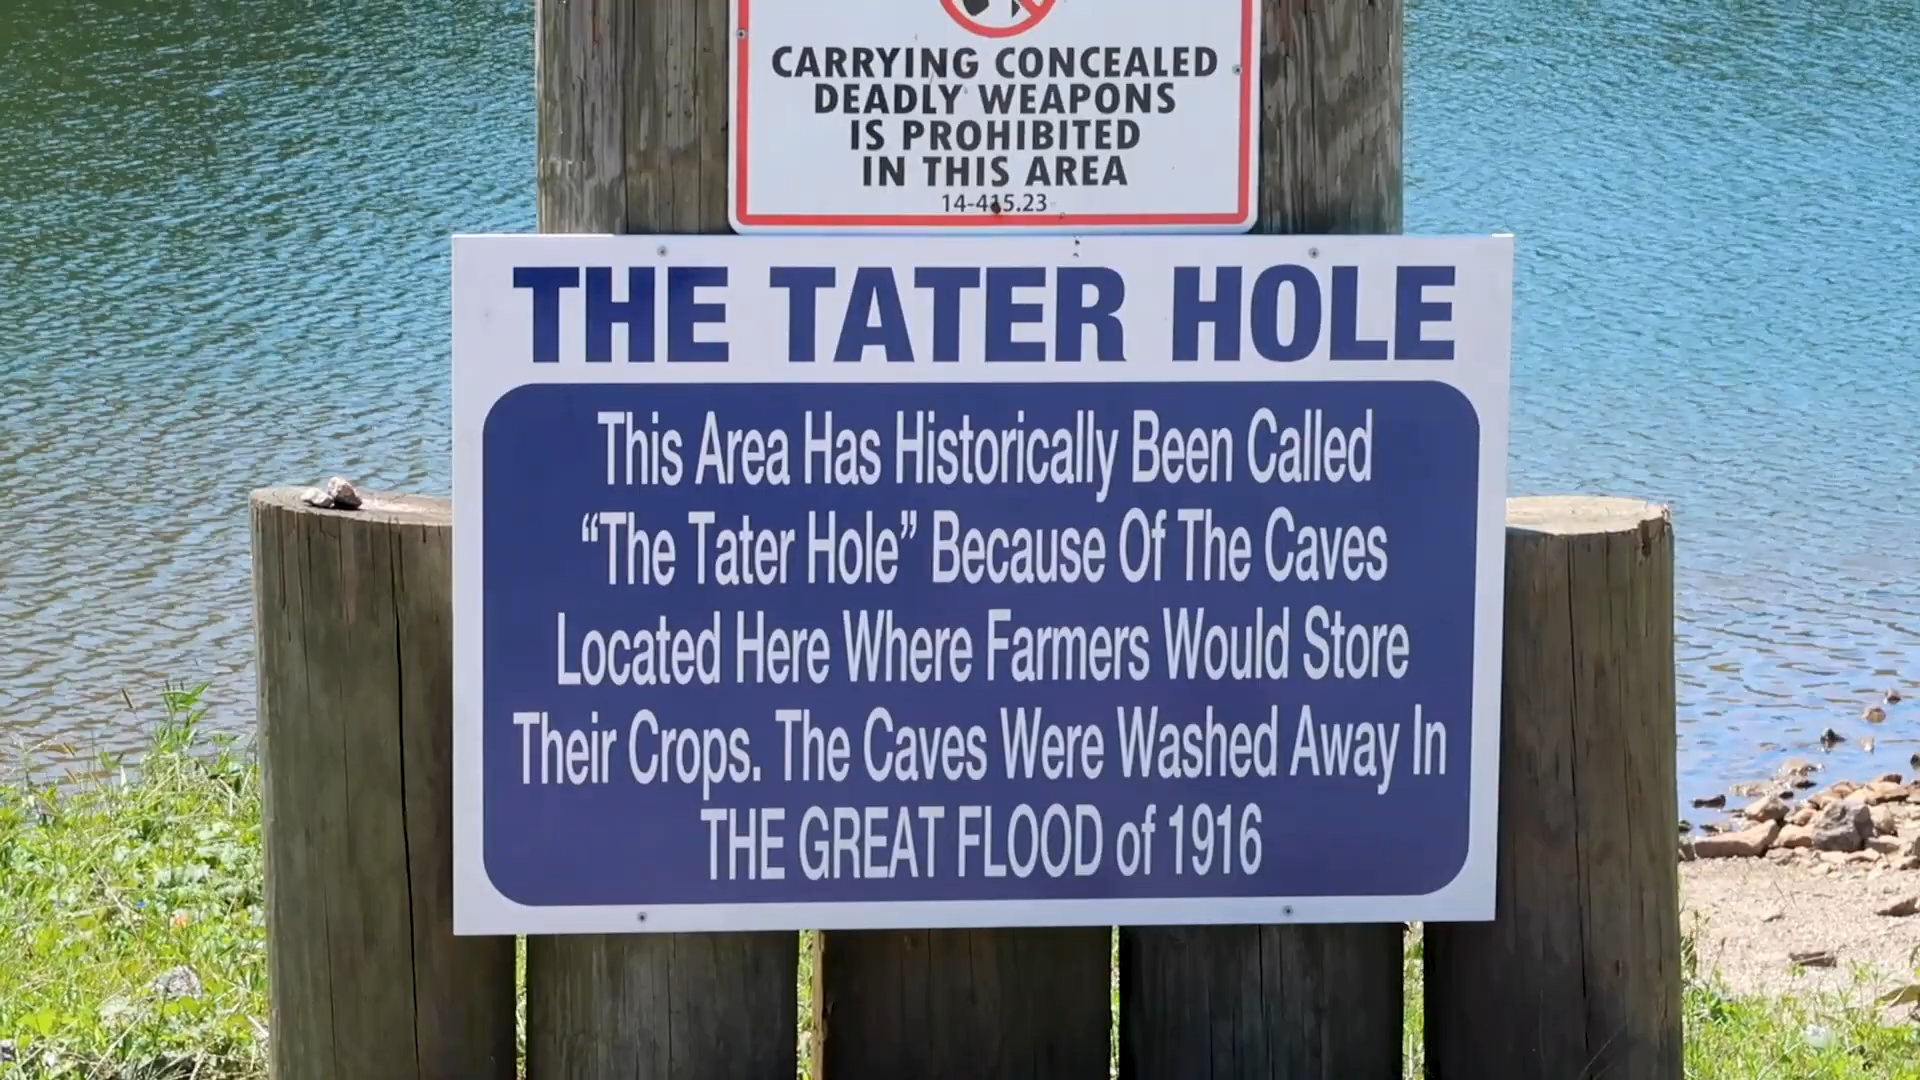 CARRYING CONCEALED
DEADLY WEAPONS
IS PROHIBITED
IN THIS AREA
14-415.23
THE TATER HOLE
This Area Has Historically Been Called
“The Tater Hole” Because Of The Caves
Located Here Where Farmers Would Store
Their Crops. The Caves Were Washed Away In
THE GREAT FLOOD of 1916